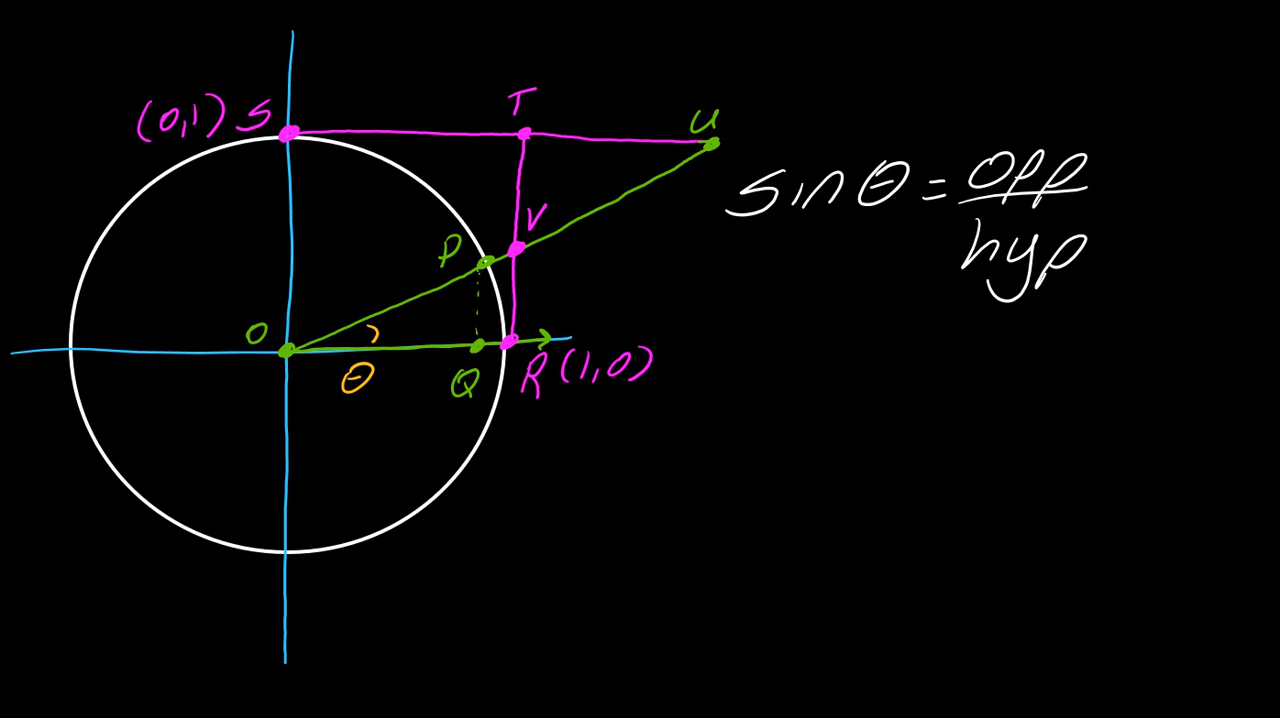 (0,1) S
T
U
V
P
O
θ
Q
R(1,0)
sin θ = opp
hyp